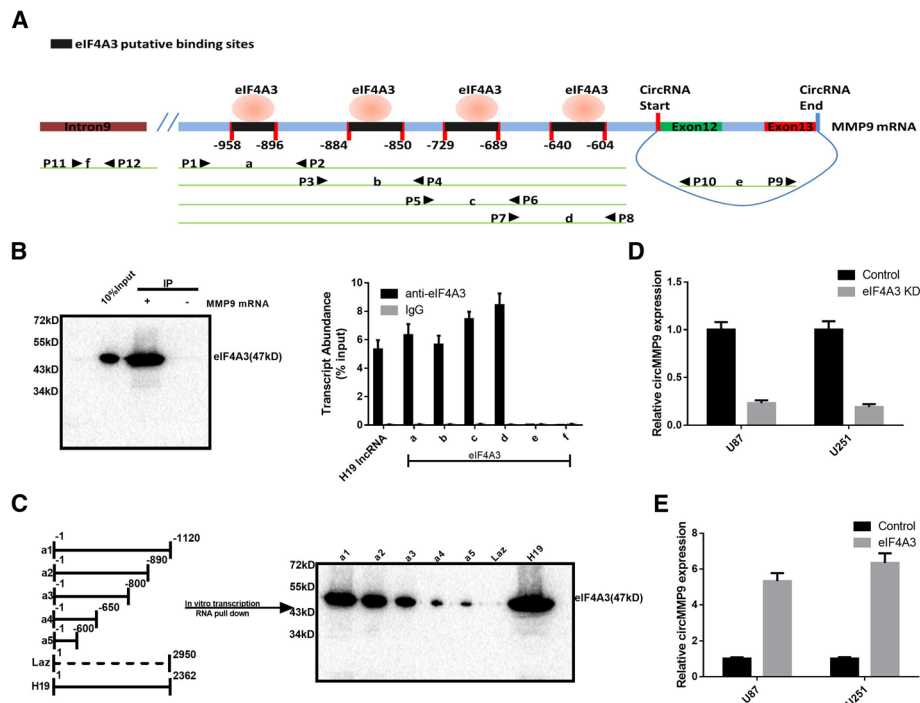 A
eIF4A3 putative binding sites
eIF4A3 eIF4A3 eIF4A3 eIF4A3
CircRNA Start
CircRNA End
Intron9
Exon12
Exon13
MMP9 mRNA
-958 -896 -884 -850 -729 -689 -640 -604
P11 f P12
P1 a P2
P3 b P4
P5 c P6
P7 d P8
P10 e P9
B
10%Input
IP
+ -
MMP9 mRNA
72kD
55kD
43kD
34kD
eIF4A3(47kD)
Transcript Abundance
(% input)
10
8
6
4
2
0
anti-eIF4A3
IgG
H19 lncRNA a b c d e f
eIF4A3
C
a1 -1 -1120
a2 -1 -890
a3 -1 -800
a4 -1 -650
a5 -1 -600
Laz 1 2950
H19 1 2362
In vitro transcription
RNA pull down
a1 a2 a3 a4 a5 Laz H19
72kD
55kD
43kD
34kD
eIF4A3(47kD)
D
Relative circMMP9 expression
1.5
1.0
0.5
0.0
Control
eIF4A3 KD
U87 U251
E
Relative circMMP9 expression
8
6
4
2
0
Control
eIF4A3
U87 U251